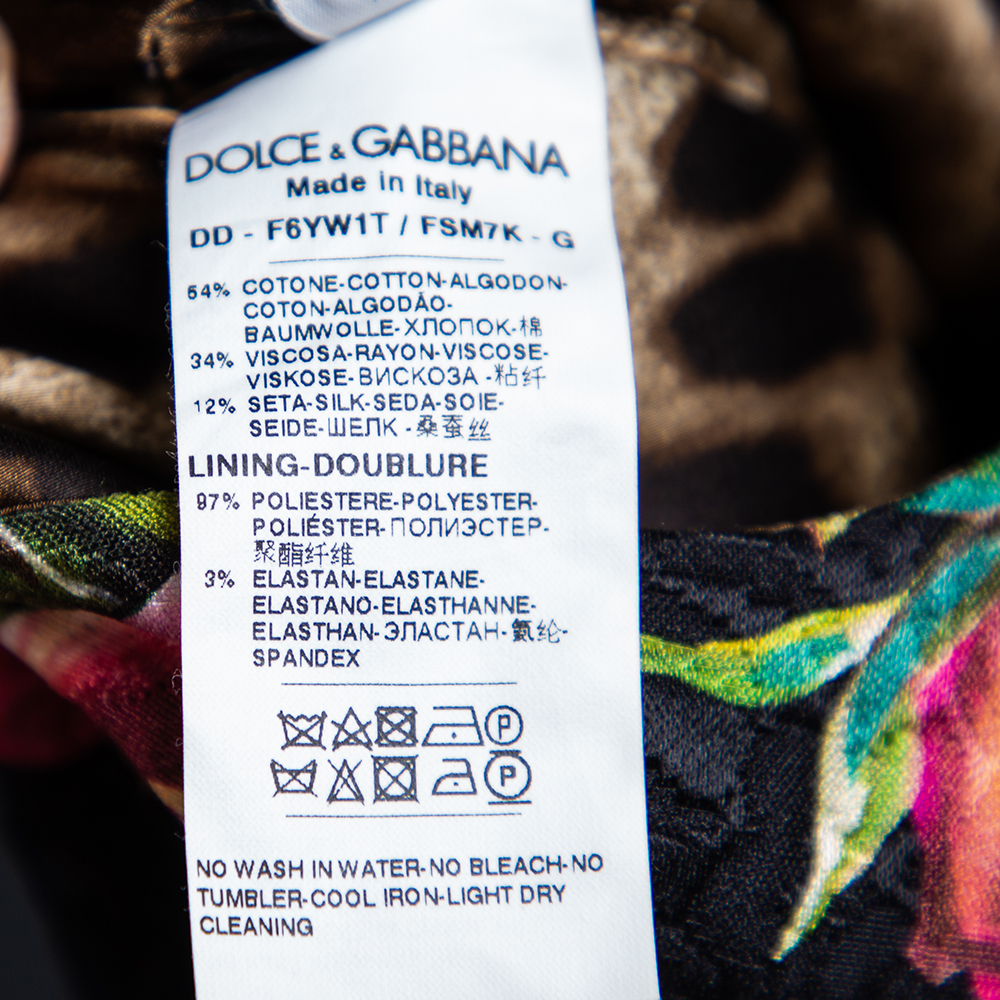 DOLCE & GABBANA
Made in Italy
DD - F6YW1T / FSM7K - G
54% COTONE-COTTON-ALGODON-
COTON-ALGODÃO-
BAUMWOLLE-ХЛОПОК-棉
34% VISCOSA-RAYON-VISCOSE-
VISKOSE-ВИСКОЗА -粘纤
12% SETA-SILK-SEDA-SOIE-
SEIDE-ШЕЛК -桑蚕丝
LINING-DOUBLURE
97% POLIESTERE-POLYESTER-
POLIÉSTER-ПОЛИЭСТЕР-
聚酯纤维
3% ELASTAN-ELASTANE-
ELASTANO-ELASTHANNE-
ELASTHAN-ЭЛАСТАН-氨纶-
SPANDEX
P
P
NO WASH IN WATER-NO BLEACH-NO
TUMBLER-COOL IRON-LIGHT DRY
CLEANING